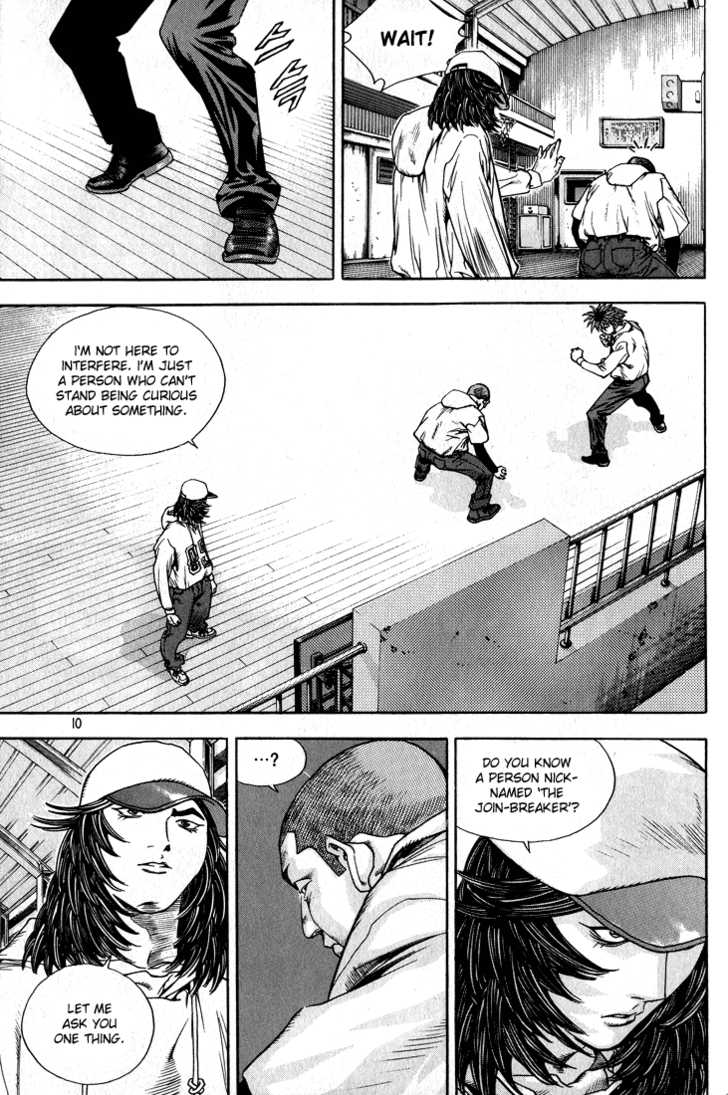 WAIT!
I'M NOT HERE TO
INTERFERE. I'M JUST
A PERSON WHO CAN'T
STAND BEING CURIOUS
ABOUT SOMETHING.
10
LET ME
ASK YOU
ONE THING.
...?
DO YOU KNOW
A PERSON NICK-
NAMED 'THE
JOIN-BREAKER'?